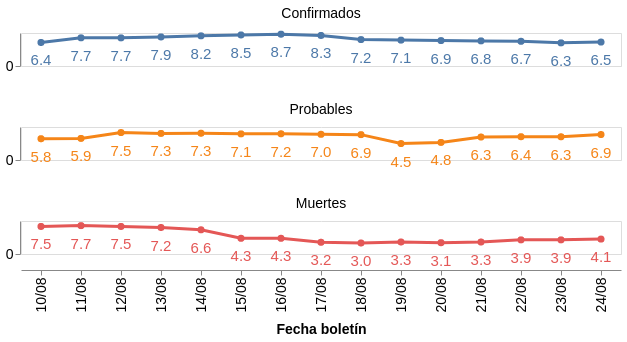 Confirmados
0
6.4 7.7 7.7 7.9 8.2 8.5 8.7 8.3 7.2 7.1 6.9 6.8 6.7 6.3 6.5
Probables
0
5.8 5.9 7.5 7.3 7.3 7.1 7.2 7.0 6.9 4.5 4.8 6.3 6.4 6.3 6.9
Muertes
0
7.5 7.7 7.5 7.2 6.6 4.3 4.3 3.2 3.0 3.3 3.1 3.3 3.9 3.9 4.1
10/08 11/08 12/08 13/08 14/08 15/08 16/08 17/08 18/08 19/08 20/08 21/08 22/08 23/08 24/08
Fecha boletín